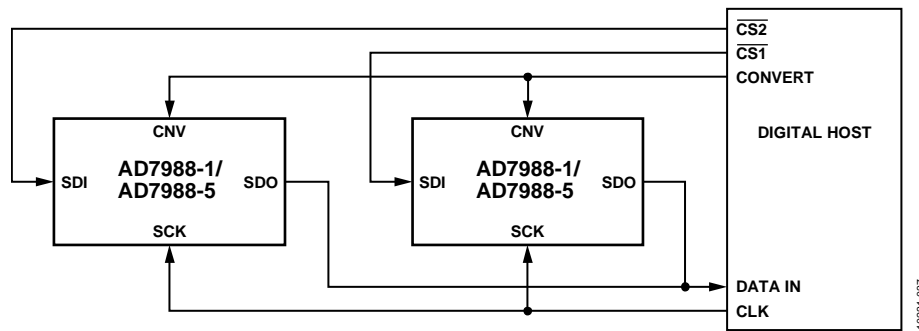 CS2
CS1
CONVERT
DIGITAL HOST
CNV
AD7988-1/
AD7988-5
SDI
SDO
SCK
CNV
AD7988-1/
AD7988-5
SDI
SDO
SCK
DATA IN
CLK